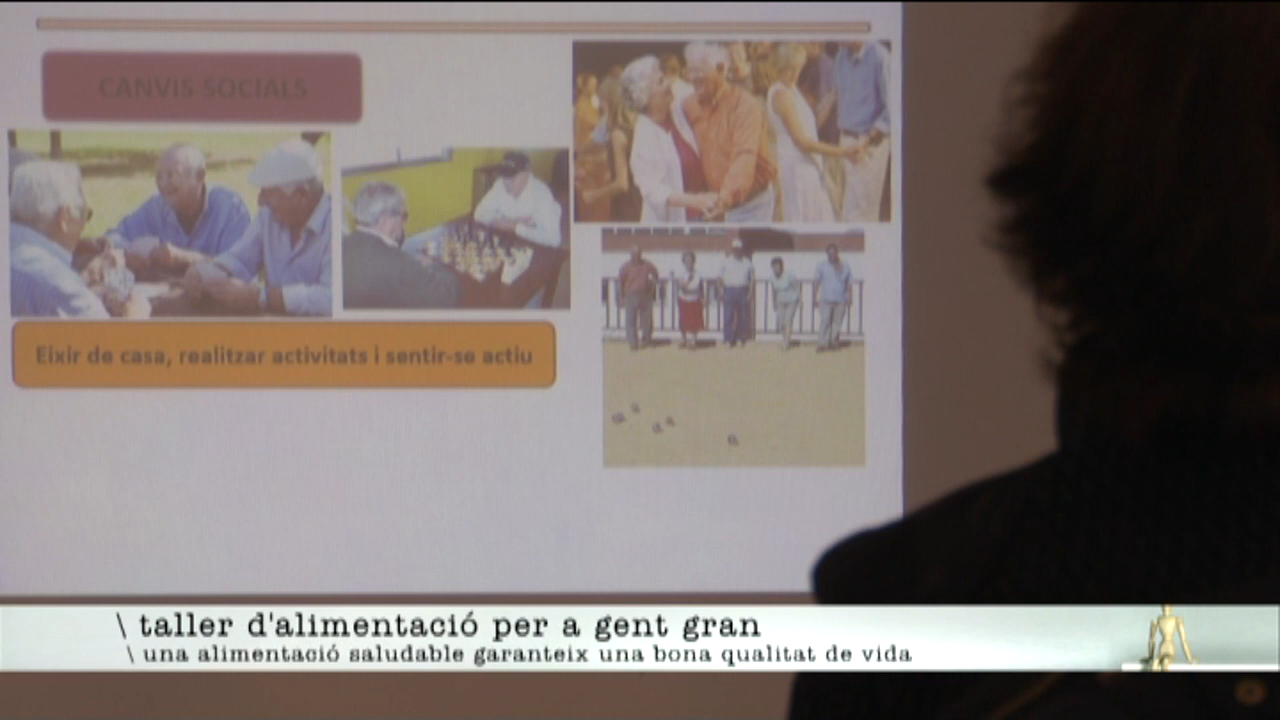 CANVIS SOCIALS
Eixir de casa, realitzar activitats i sentir-se actiu
\ taller d'alimentació per a gent gran
\ una alimentació saludable garanteix una bona qualitat de vida